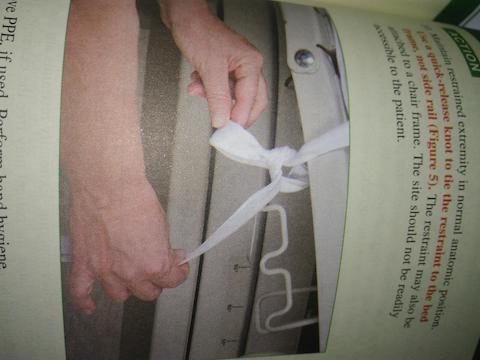 ACTION
Maintain restrained extremity in normal anatomic position.
Use a quick-release knot to tie the restraint to the bed
frame, not side rail (Figure 5). The restraint may also be
attached to a chair frame. The site should not be readily
accessible to the patient.
ve PPE, if used. Perform hand hygiene.